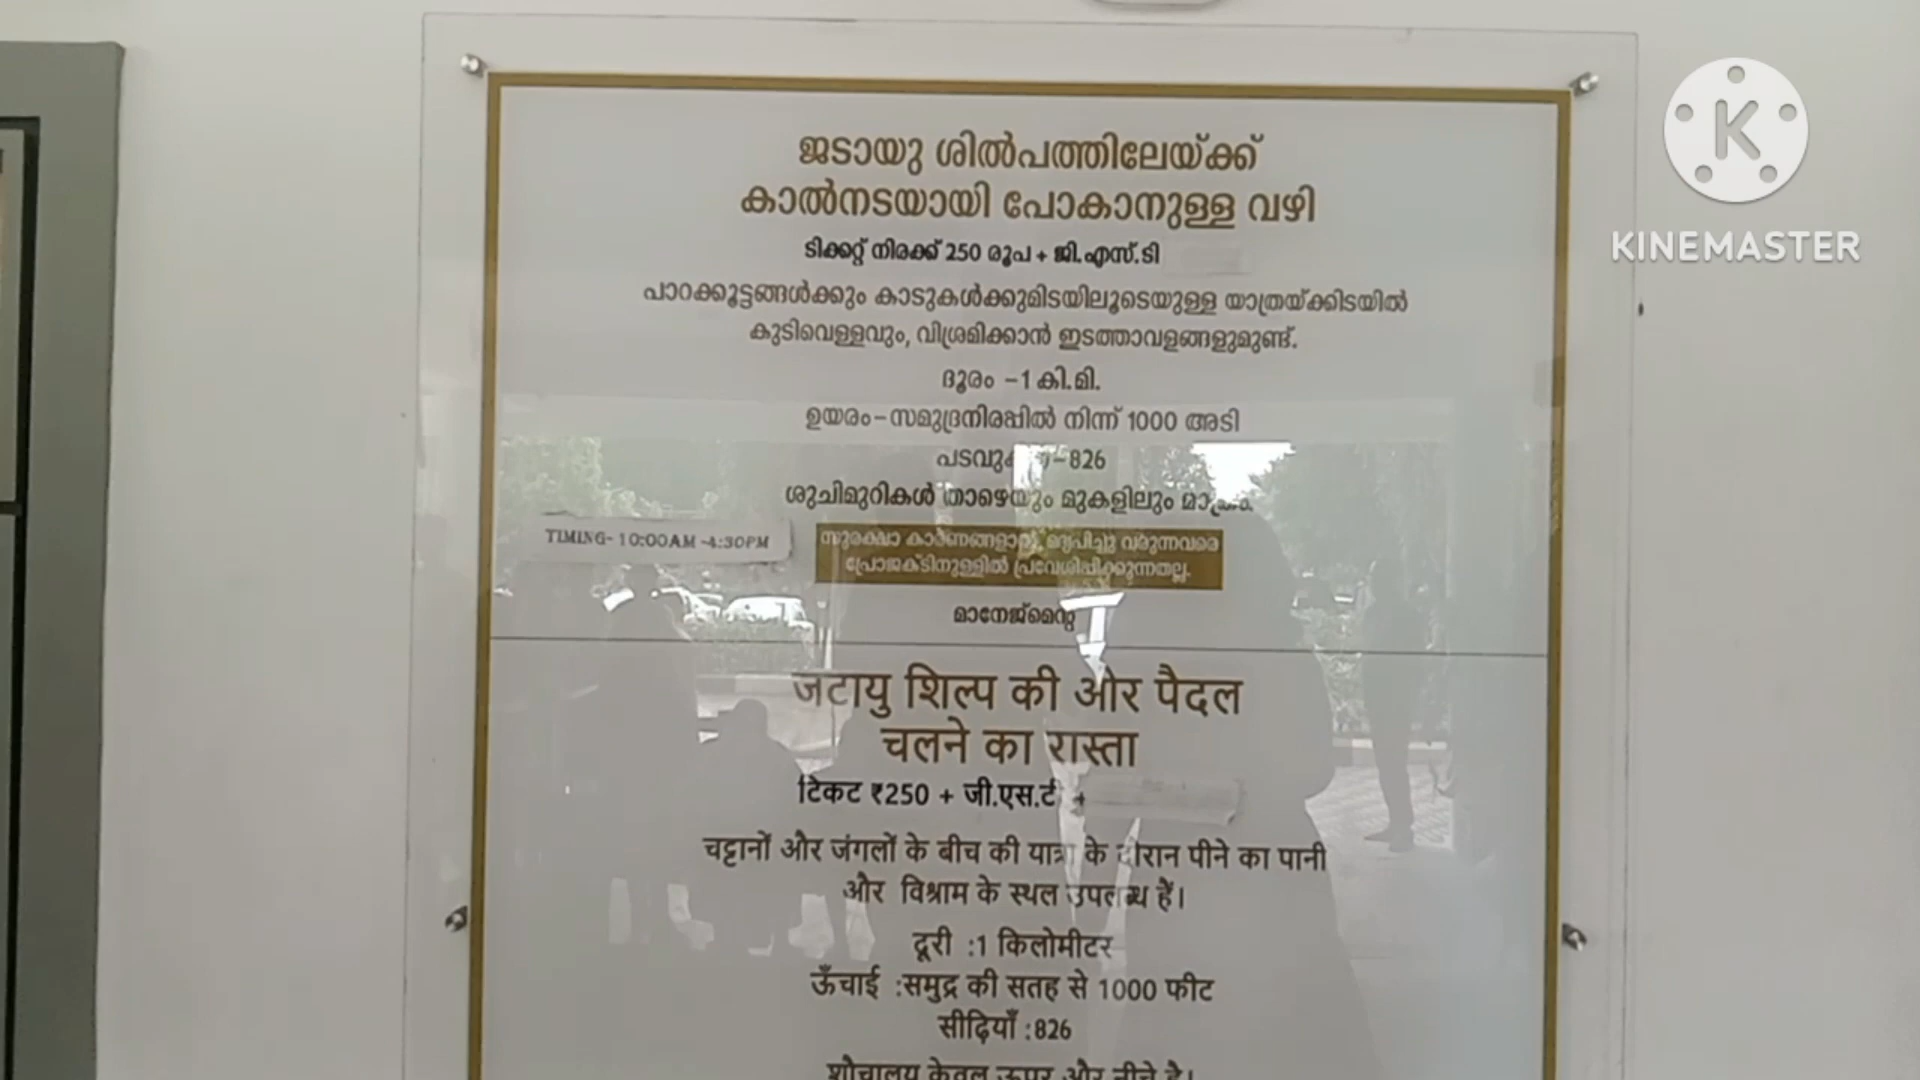 ജടായു ശിൽപത്തിലേയ്ക്ക്
കാൽനടയായി പോകാനുള്ള വഴി
ടിക്കറ്റ് നിരക്ക് 250 രൂപ + ജി.എസ്.ടി
പാറക്കൂട്ടങ്ങൾക്കും കാടുകൾക്കുമിടയിലൂടെയുള്ള യാത്രയ്ക്കിടയിൽ
കുടിവെള്ളവും, വിശ്രമിക്കാൻ ഇടത്താവളങ്ങളുമുണ്ട്.
ദൂരം -1 കി.മി.
ഉയരം-സമുദ്രനിരപ്പിൽ നിന്ന് 1000 അടി
-826
ശുചിമുറികൾ താഴെയും മുകളിലും മാത്രം.
TIMING- 10:00AM -4:30PM
സുരക്ഷാ കാരണങ്ങളാൽ, മദ്യപിച്ചു വരുന്നവരെ
പ്രോജക്ടിനുള്ളിൽ പ്രവേശിപ്പിക്കുന്നതല്ല.
മാനേജ്മെന്റ്
जटायु शिल्प की ओर पैदल
चलने का रास्ता
टिकट ₹250 + जी.एस.टी +
चट्टानों और जंगलों के बीच की यात्रा के दौरान पीने का पानी
और विश्राम के स्थल उपलब्ध हैं।
दूरी :1 किलोमीटर
ऊँचाई :समुद्र की सतह से 1000 फीट
सीढ़ियाँ :826
शौचालय केवल ऊपर और नीचे है।
KINEMASTER